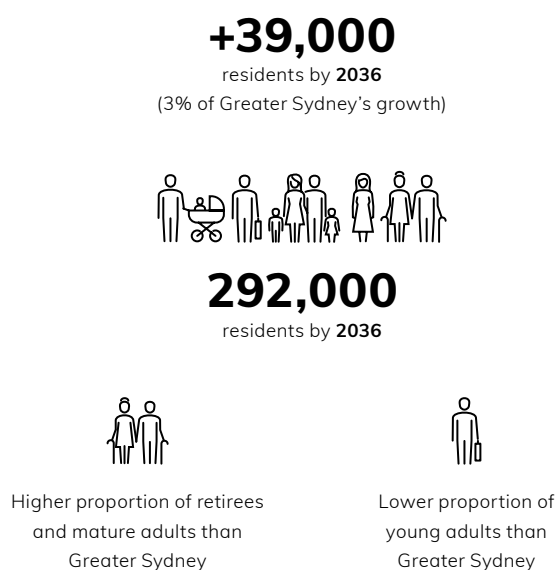 +39,000
residents by 2036
(3% of Greater Sydney’s growth)
292,000
residents by 2036
Higher proportion of retirees
and mature adults than
Greater Sydney
Lower proportion of
young adults than
Greater Sydney